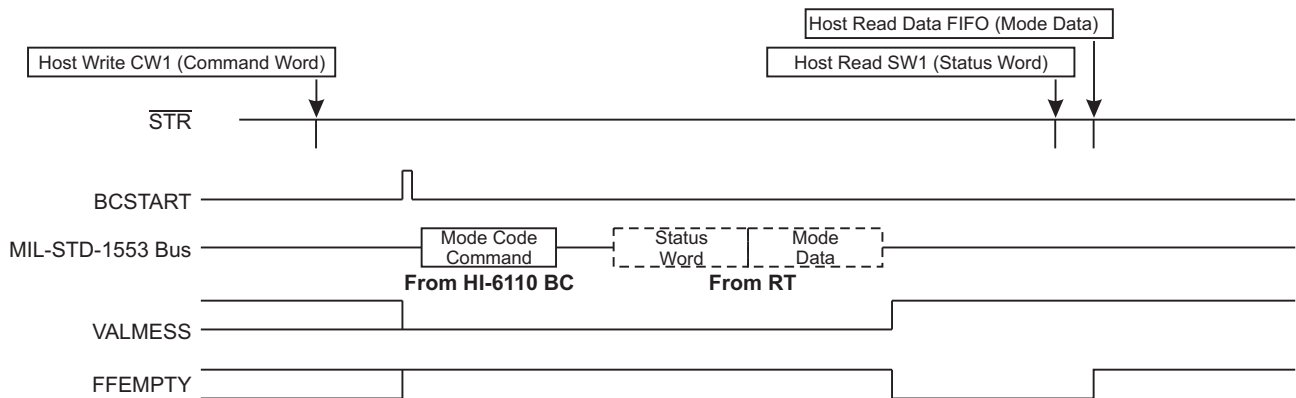 Host Read Data FIFO (Mode Data)
Host Write CW1 (Command Word)
Host Read SW1 (Status Word)
STR
BCSTART
MIL-STD-1553 Bus
Mode Code
Command
Status
Word
Mode
Data
From HI-6110 BC
From RT
VALMESS
FFEMPTY